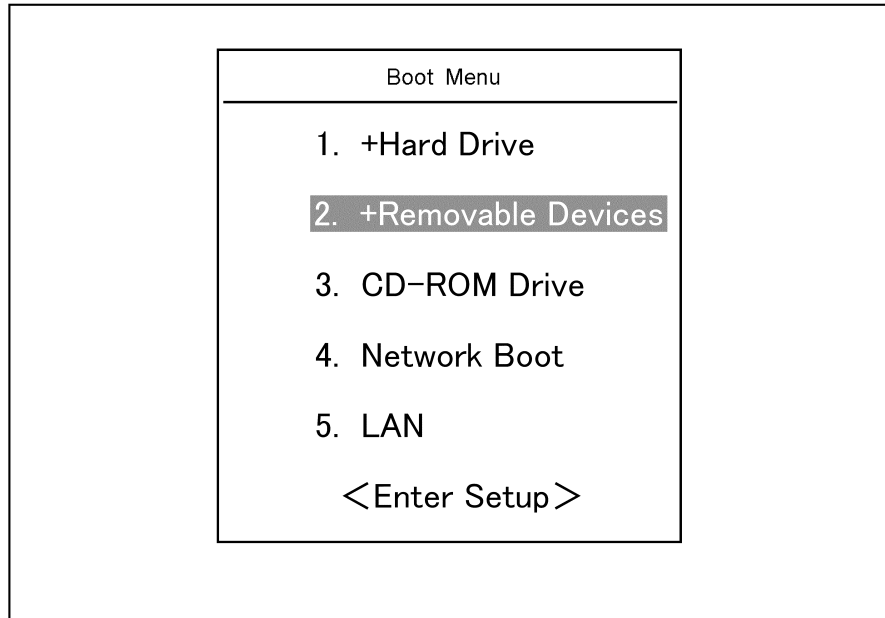 Boot Menu
1. +Hard Drive
2. +Removable Devices
3. CD-ROM Drive
4. Network Boot
5. LAN
<Enter Setup>